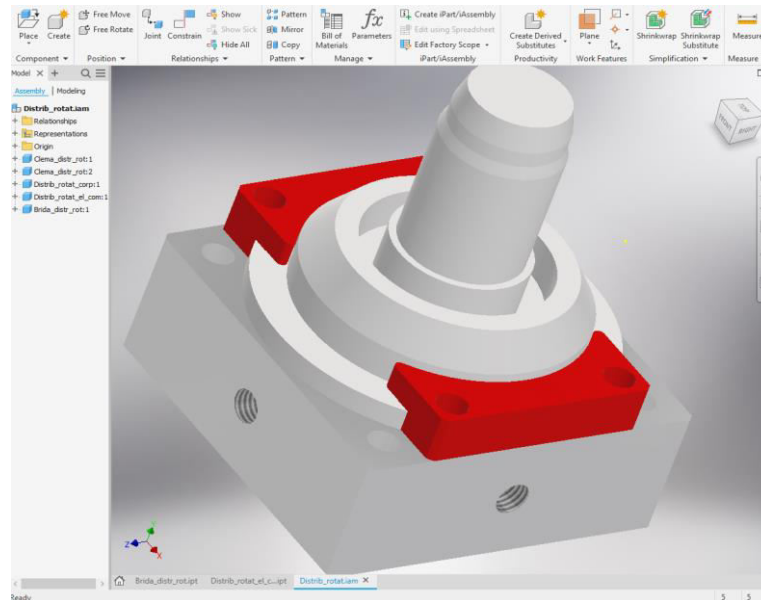 Place Create
Free Move
Free Rotate
Joint Constrain
Show
Show Sick
Hide All
Pattern
Mirror
Copy
Bill of Materials
fx
Parameters
Create iPart/iAssembly
Edit using Spreadsheet
Edit Factory Scope
Create Derived Substitutes
Plane
Shrinkwrap Shrinkwrap Substitute
Measure
Component Position Relationships Pattern Manage iPart/iAssembly Productivity Work Features Simplification Measure
Model × +
Assembly | Modeling
Distrib_rotat.iam
Relationships
Representations
Origin
Clema_distr_rot:1
Clema_distr_rot:2
Distrib_rotat_corp:1
Distrib_rotat_el_com:1
Brida_distr_rot:1
TOP
FRONT RIGHT
Z X
Brida_distr_rot.ipt Distrib_rotat_el_c...ipt Distrib_rotat.iam ×
Ready 5 5